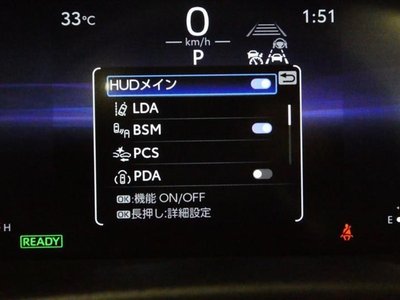 33℃
0
km/h
P
1:51
HUDメイン
LDA
BSM
PCS
PDA
OK:機能 ON/OFF
OK長押し:詳細設定
H
E
READY